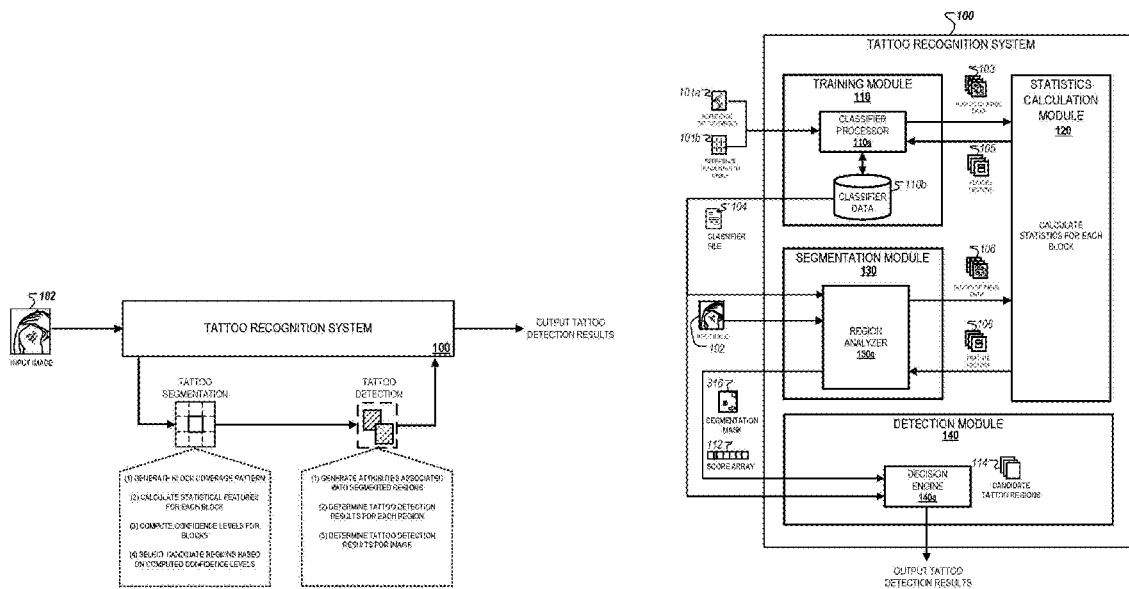 102
INPUT IMAGE
TATTOO RECOGNITION SYSTEM
100
OUTPUT TATTOO
DETECTION RESULTS
TATTOO
SEGMENTATION
TATTOO
DETECTION
(1) GENERATE BLOCK COVERAGE PATTERN
(2) CALCULATE STATISTICAL FEATURES
FOR EACH BLOCK
(3) COMPUTE CONFIDENCE LEVELS FOR
BLOCKS
(4) SELECT CANDIDATE REGIONS BASED
ON COMPUTED CONFIDENCE LEVELS
(1) GENERATE ATTRIBUTES ASSOCIATED
WITH SEGMENTED REGIONS
(2) DETERMINE TATTOO DETECTION
RESULTS FOR EACH REGION
(3) DETERMINE TATTOO DETECTION
RESULTS FOR IMAGE
100
TATTOO RECOGNITION SYSTEM
TRAINING MODULE
110
CLASSIFIER
PROCESSOR
110a
CLASSIFIER
DATA
110b
101a
101b
103
105
STATISTICS-
CALCULATION
MODULE
120
CALCULATE
STATISTICS FOR EACH
BLOCK
104
CLASSIFIER
FILE
SEGMENTATION MODULE
130
REGION
ANALYZER
130a
102
106
DATA
VECTORS
316
SEGMENTATION
MASK
112
SCORE ARRAY
DETECTION MODULE
140
DECISION
ENGINE
140a
114
CANDIDATE
TATTOO REGIONS
OUTPUT TATTOO
DETECTION RESULTS